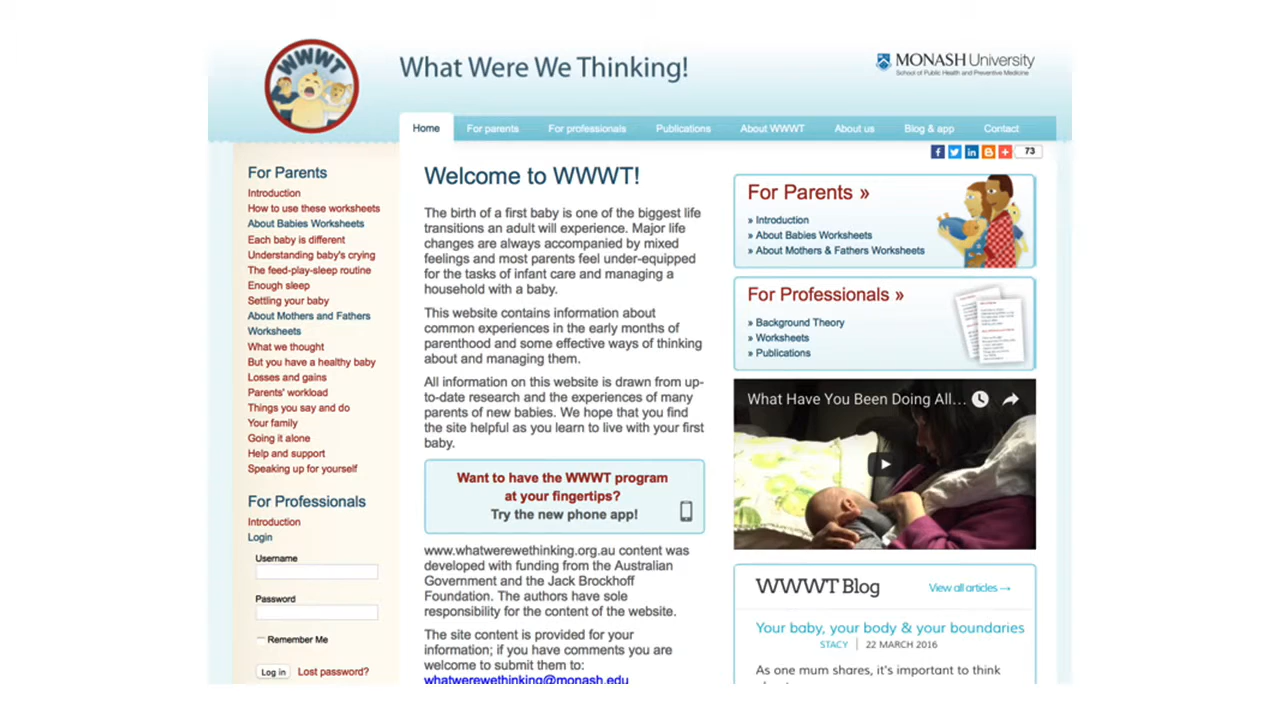 WWWT
What Were We Thinking!
MONASH University
School of Public Health and Preventive Medicine
Home
For parents
For professionals
Publications
About WWWT
About us
Blog & app
Contact
73
For Parents
Introduction
How to use these worksheets
About Babies Worksheets
Each baby is different
Understanding baby's crying
The feed-play-sleep routine
Enough sleep
Settling your baby
About Mothers and Fathers
Worksheets
What we thought
But you have a healthy baby
Losses and gains
Parents' workload
Things you say and do
Your family
Going it alone
Help and support
Speaking up for yourself
For Professionals
Introduction
Login
Username
Password
Remember Me
Log in
Lost password?
Welcome to WWWT!
The birth of a first baby is one of the biggest life
transitions an adult will experience. Major life
changes are always accompanied by mixed
feelings and most parents feel under-equipped
for the tasks of infant care and managing a
household with a baby.
This website contains information about
common experiences in the early months of
parenthood and some effective ways of thinking
about and managing them.
All information on this website is drawn from up-
to-date research and the experiences of many
parents of new babies. We hope that you find
the site helpful as you learn to live with your first
baby.
Want to have the WWWT program
at your fingertips?
Try the new phone app!
www.whatwerewethinking.org.au content was
developed with funding from the Australian
Government and the Jack Brockhoff
Foundation. The authors have sole
responsibility for the content of the website.
The site content is provided for your
information; if you have comments you are
welcome to submit them to:
whatwerewethinking@monash.edu
For Parents »
» Introduction
» About Babies Worksheets
» About Mothers & Fathers Worksheets
For Professionals »
» Background Theory
» Worksheets
» Publications
What Have You Been Doing All...
WWWT Blog
View all articles →
Your baby, your body & your boundaries
STACY | 22 MARCH 2016
As one mum shares, it's important to think